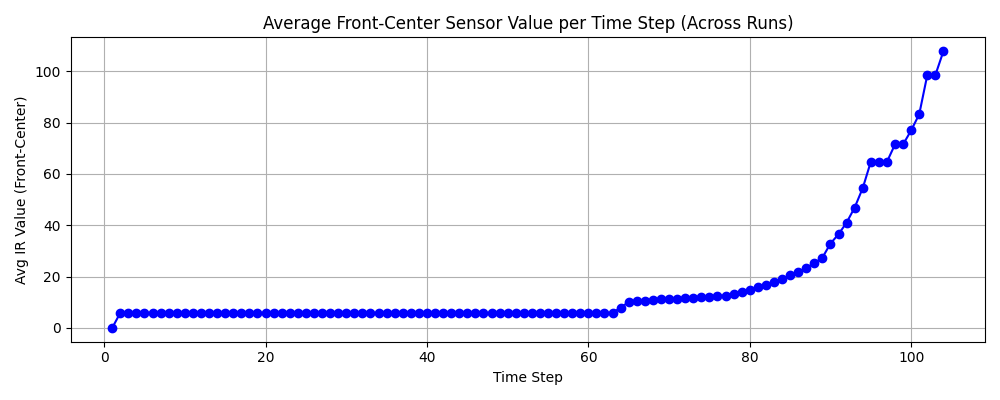 Average Front-Center Sensor Value per Time Step (Across Runs)
Avg IR Value (Front-Center)
100
80
60
40
20
0
0 20 40 60 80 100
Time Step